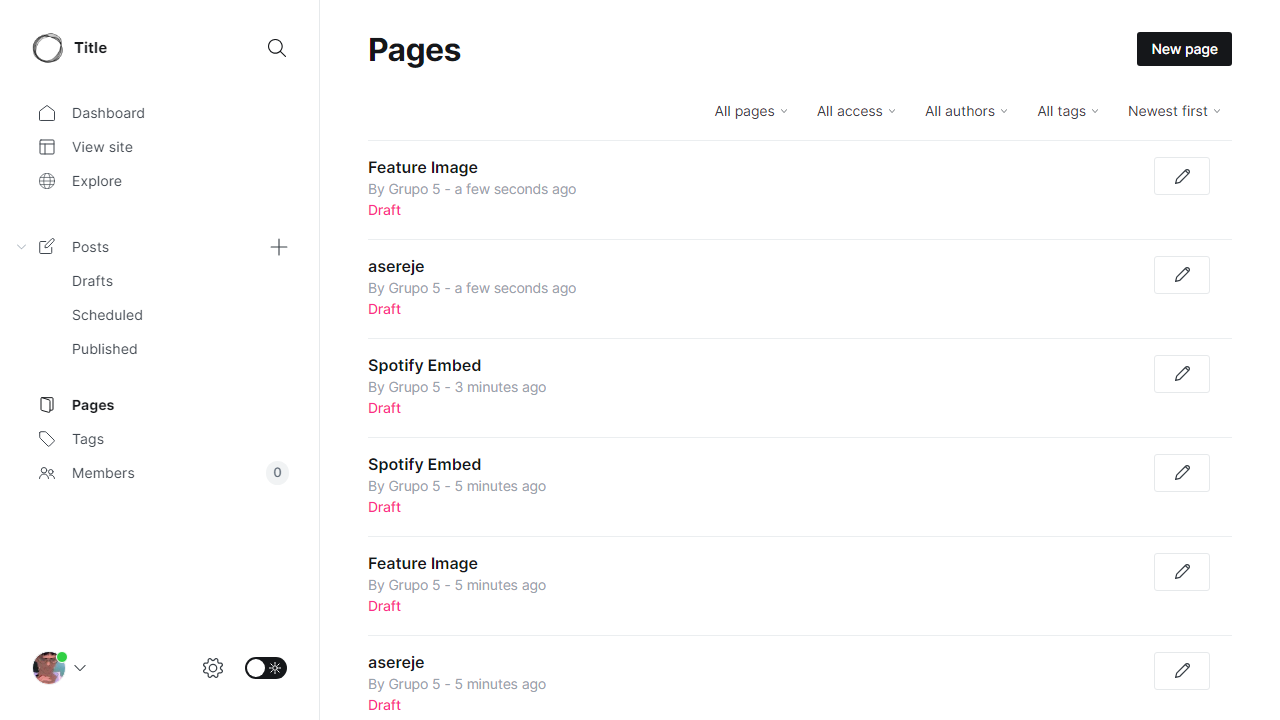 Title
Dashboard
View site
Explore
Posts
Drafts
Scheduled
Published
Pages
Tags
Members 0
Pages
New page
All pages All access All authors All tags Newest first
Feature Image
By Grupo 5 - a few seconds ago
Draft
asereje
By Grupo 5 - a few seconds ago
Draft
Spotify Embed
By Grupo 5 - 3 minutes ago
Draft
Spotify Embed
By Grupo 5 - 5 minutes ago
Draft
Feature Image
By Grupo 5 - 5 minutes ago
Draft
asereje
By Grupo 5 - 5 minutes ago
Draft